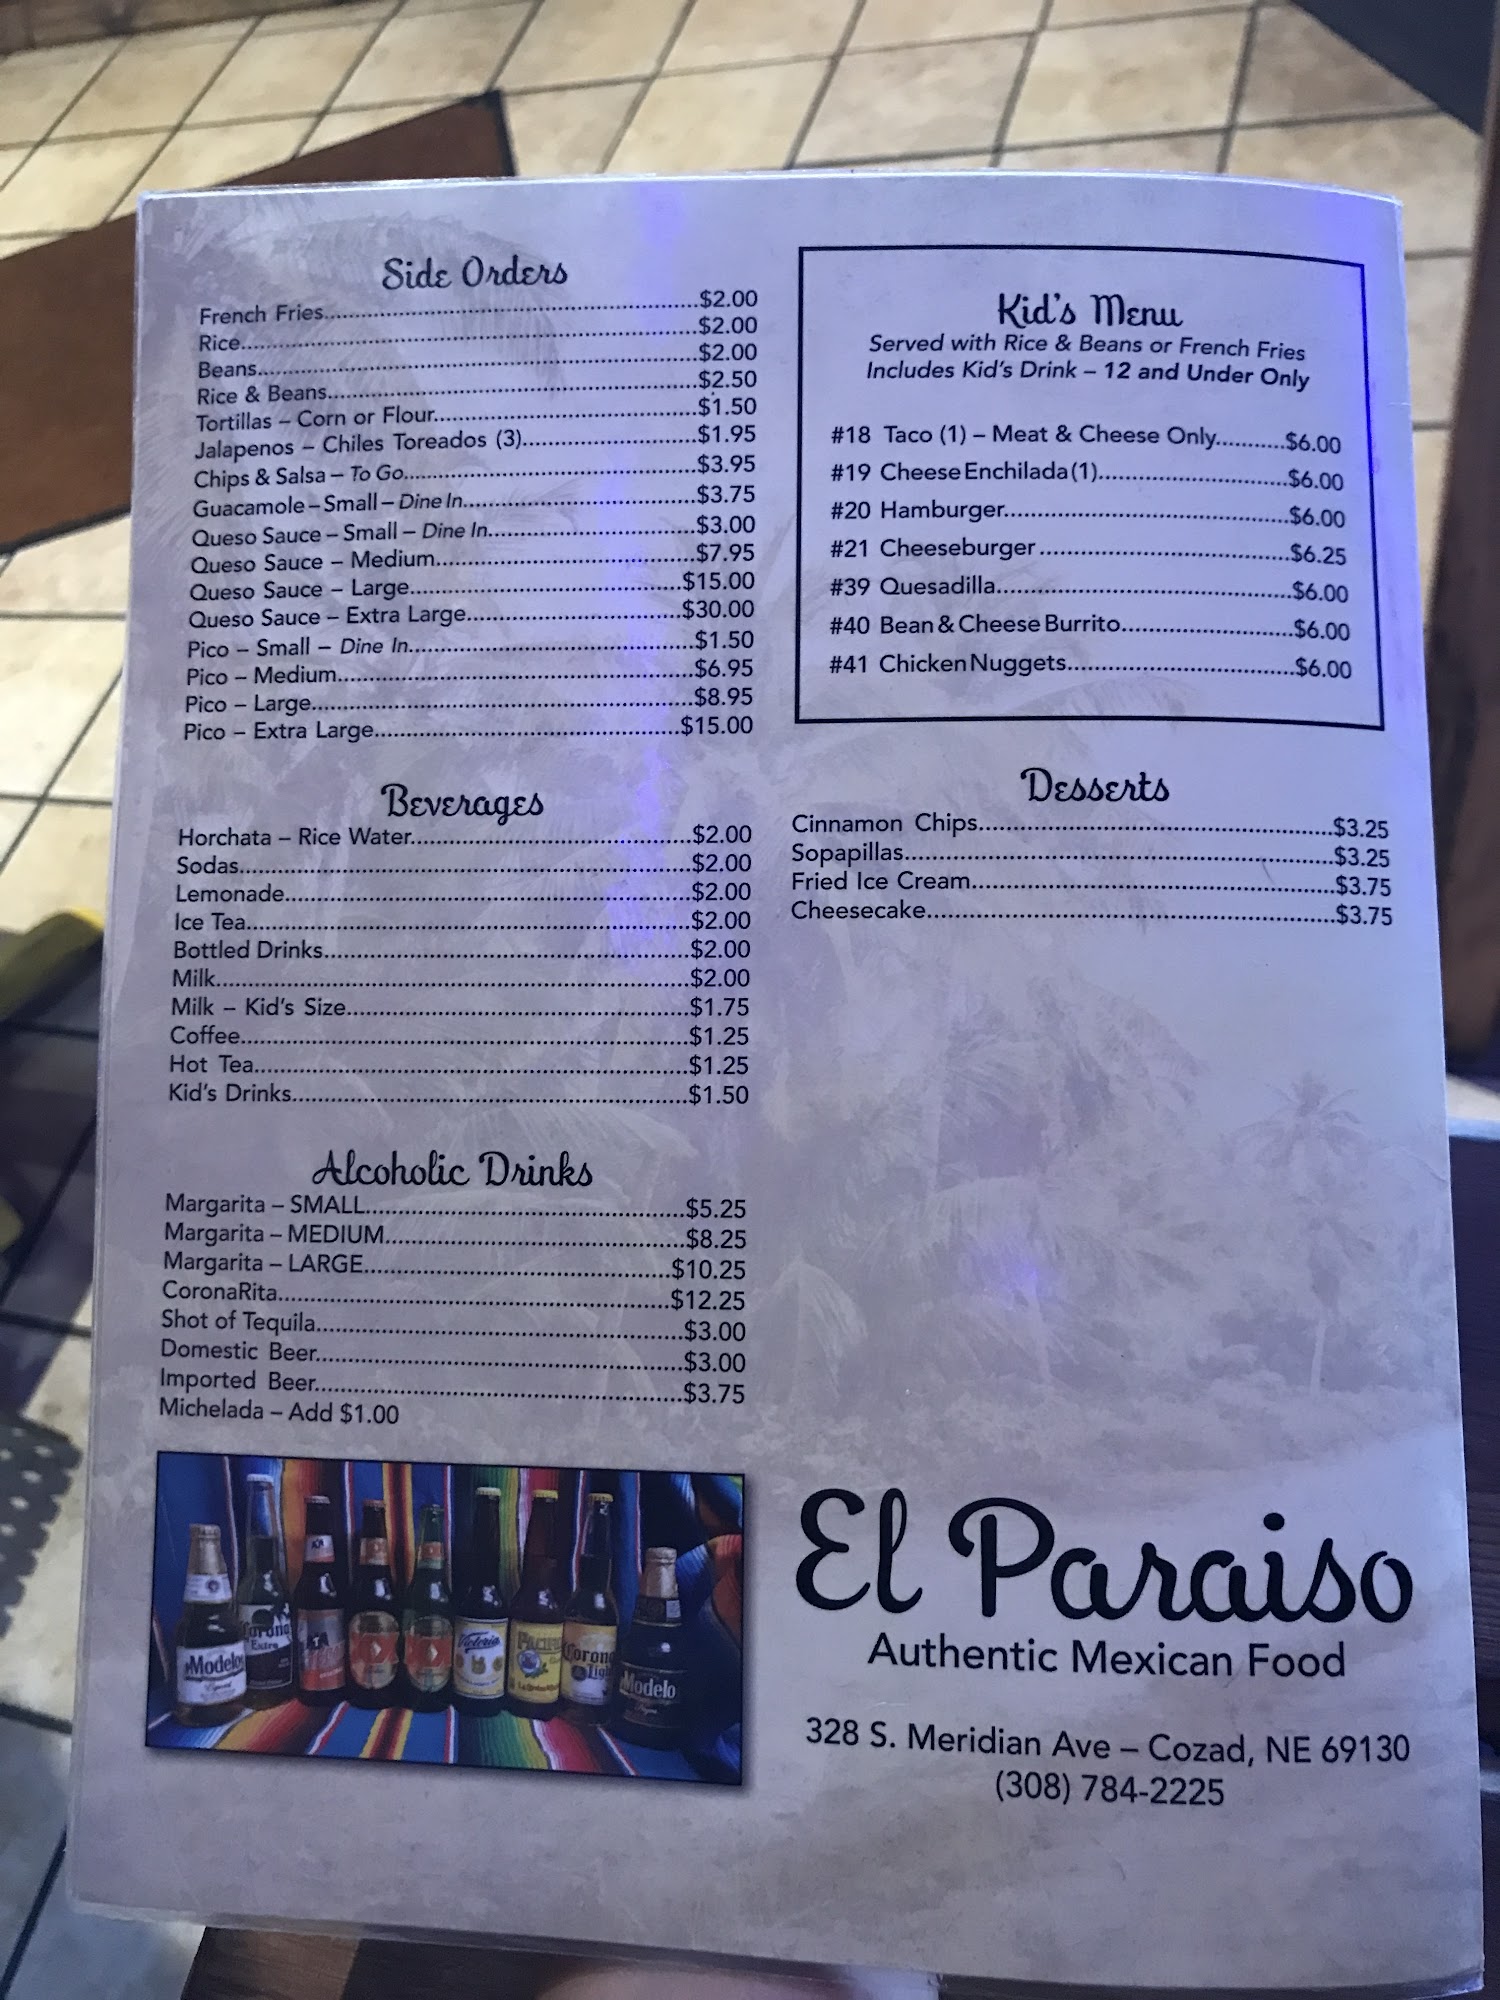 Side Orders
French Fries $2.00
Rice $2.00
Beans $2.00
Rice & Beans $2.50
Tortillas – Corn or Flour $1.50
Jalapenos – Chiles Toreados (3) $1.95
Chips & Salsa – To Go $3.95
Guacamole – Small – Dine In $3.75
Queso Sauce – Small – Dine In $3.00
Queso Sauce – Medium $7.95
Queso Sauce – Large $15.00
Queso Sauce – Extra Large $30.00
Pico – Small – Dine In $1.50
Pico – Medium $6.95
Pico – Large $8.95
Pico – Extra Large $15.00
Beverages
Horchata – Rice Water $2.00
Sodas $2.00
Lemonade $2.00
Ice Tea $2.00
Bottled Drinks $2.00
Milk $2.00
Milk – Kid's Size $1.75
Coffee $1.25
Hot Tea $1.25
Kid's Drinks $1.50
Alcoholic Drinks
Margarita – SMALL $5.25
Margarita – MEDIUM $8.25
Margarita – LARGE $10.25
CoronaRita $12.25
Shot of Tequila $3.00
Domestic Beer $3.00
Imported Beer $3.75
Michelada – Add $1.00
Modelo
Corona
Extra
Victoria
Corona
Modelo
Kid's Menu
Served with Rice & Beans or French Fries
Includes Kid's Drink – 12 and Under Only
#18 Taco (1) – Meat & Cheese Only $6.00
#19 Cheese Enchilada (1) $6.00
#20 Hamburger $6.00
#21 Cheeseburger $6.25
#39 Quesadilla $6.00
#40 Bean & Cheese Burrito $6.00
#41 Chicken Nuggets $6.00
Desserts
Cinnamon Chips $3.25
Sopapillas $3.25
Fried Ice Cream $3.75
Cheesecake $3.75
El Paraiso
Authentic Mexican Food
328 S. Meridian Ave – Cozad, NE 69130
(308) 784-2225